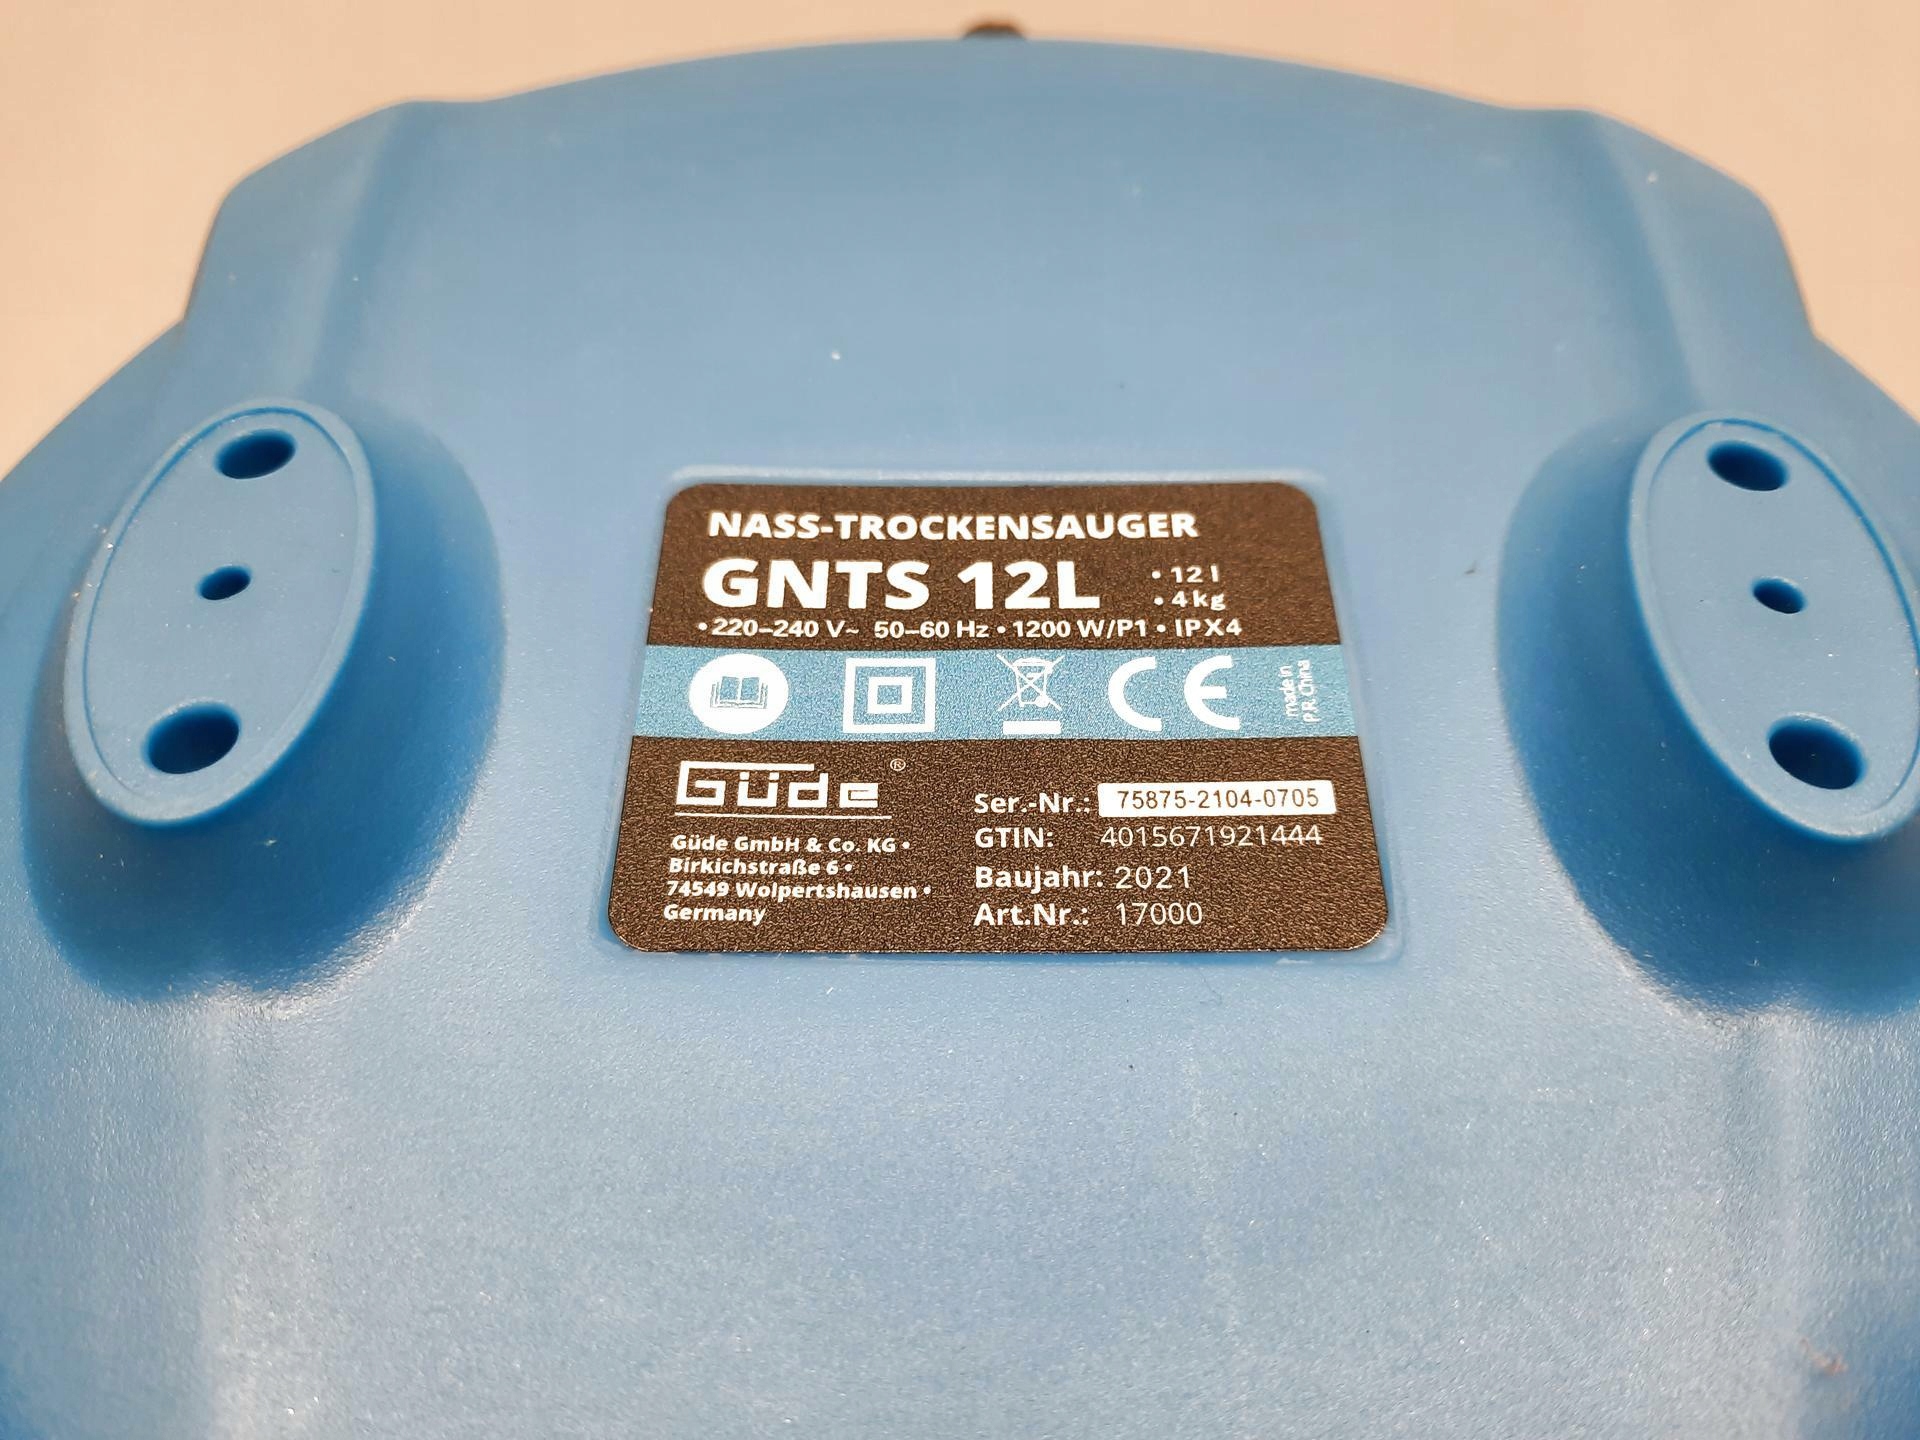 NASS-TROCKENSAUGER
GNTS 12L
• 12 l
• 4 kg
• 220–240 V~ 50–60 Hz • 1200 W/P1 • IPX4
CE
made in
P.R. China
Güde®
Güde GmbH & Co. KG •
Birkichstraße 6 •
74549 Wolpertshausen •
Germany
Ser.-Nr.: 75875-2104-0705
GTIN: 4015671921444
Baujahr: 2021
Art.Nr.: 17000